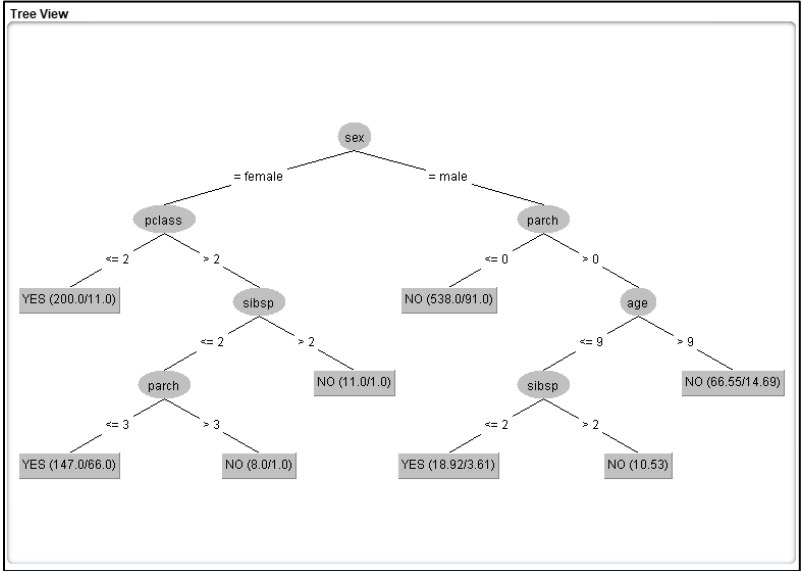 Tree View
sex
= female = male
pclass parch
<= 2 > 2 <= 0 > 0
YES (200.0/11.0) sibsp NO (538.0/91.0) age
<= 2 > 2 <= 9 > 9
parch NO (11.0/1.0) sibsp NO (66.55/14.69)
<= 3 > 3 <= 2 > 2
YES (147.0/66.0) NO (8.0/1.0) YES (18.92/3.61) NO (10.53)